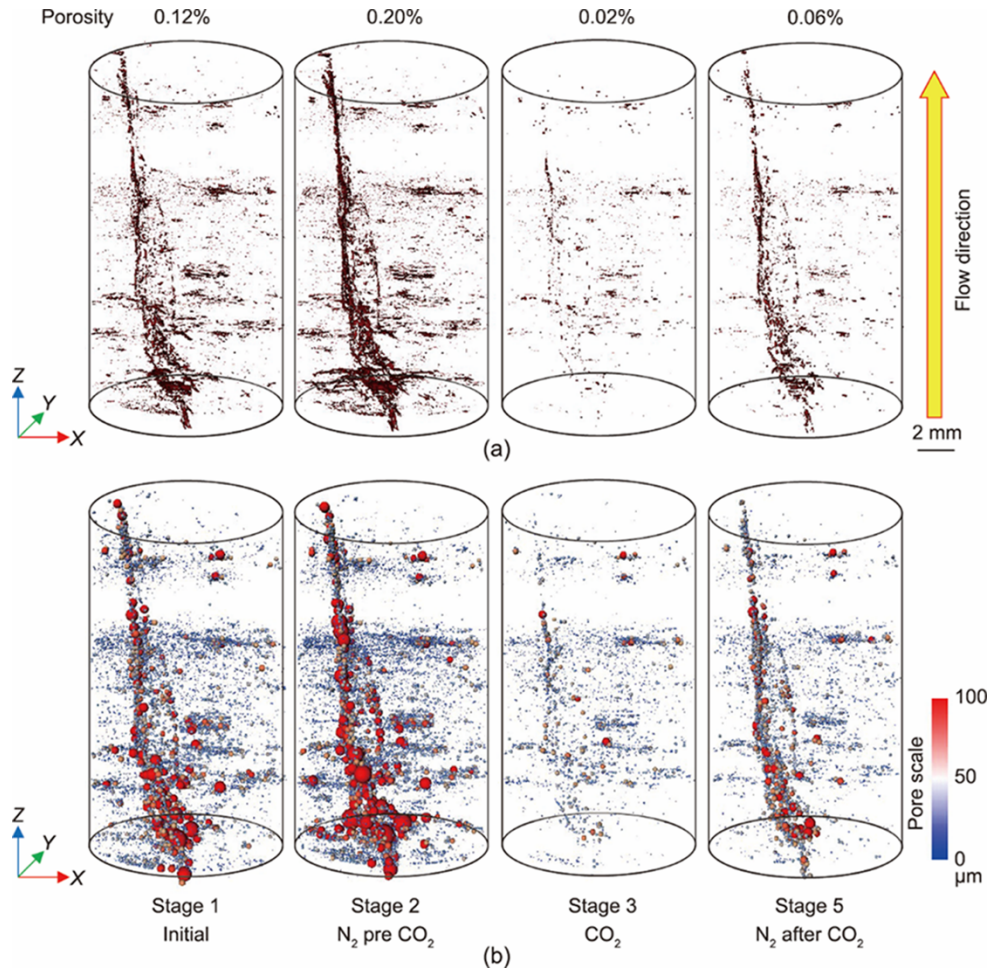 Porosity 0.12% 0.20% 0.02% 0.06%
Flow direction
Z
Y
X
2 mm
(a)
100
Pore scale
50
0
µm
Z
Y
X
Stage 1 Stage 2 Stage 3 Stage 5
Initial N₂ pre CO₂ CO₂ N₂ after CO₂
(b)